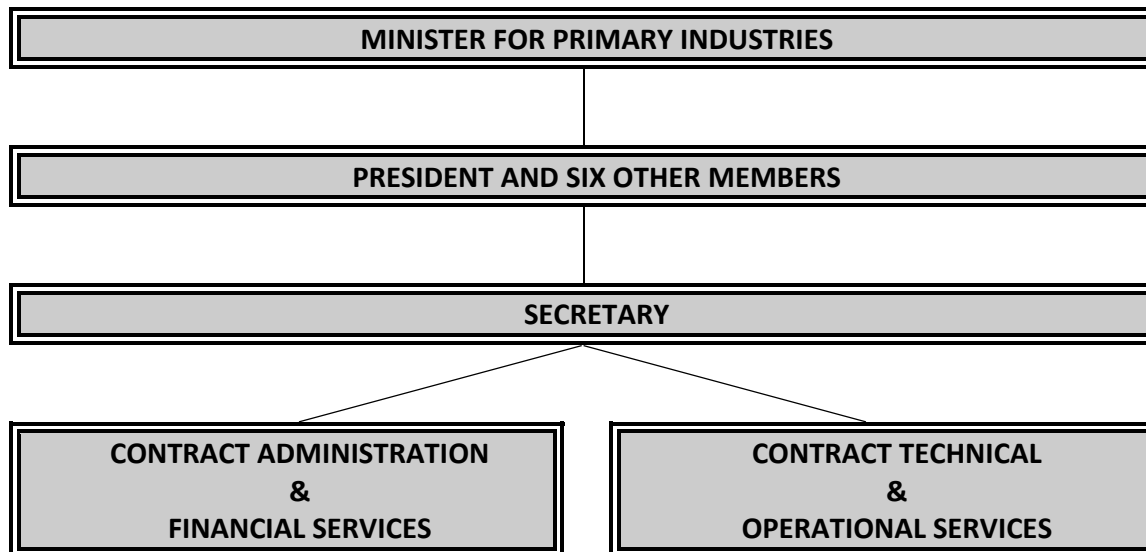 MINISTER FOR PRIMARY INDUSTRIES
PRESIDENT AND SIX OTHER MEMBERS
SECRETARY
CONTRACT ADMINISTRATION
&
FINANCIAL SERVICES
CONTRACT TECHNICAL
&
OPERATIONAL SERVICES